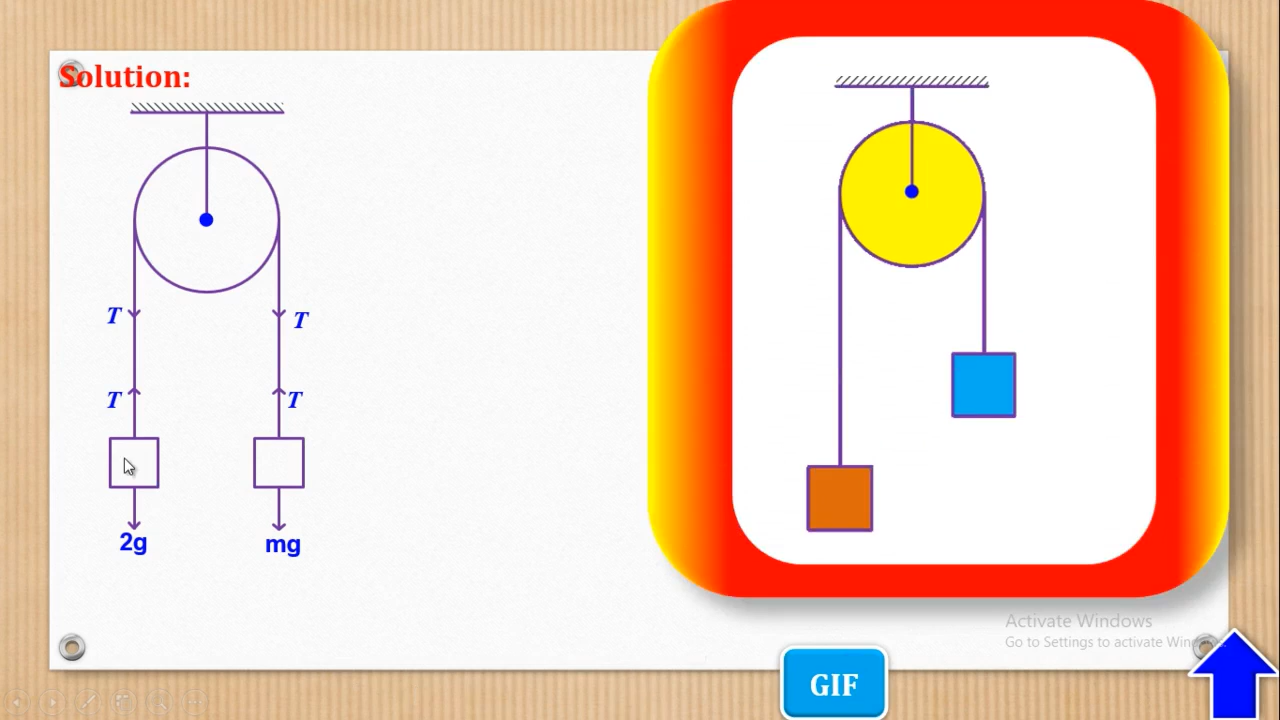 Solution:
T
T
T
T
2g
mg
Activate Windows
Go to Settings to activate Windows.
GIF